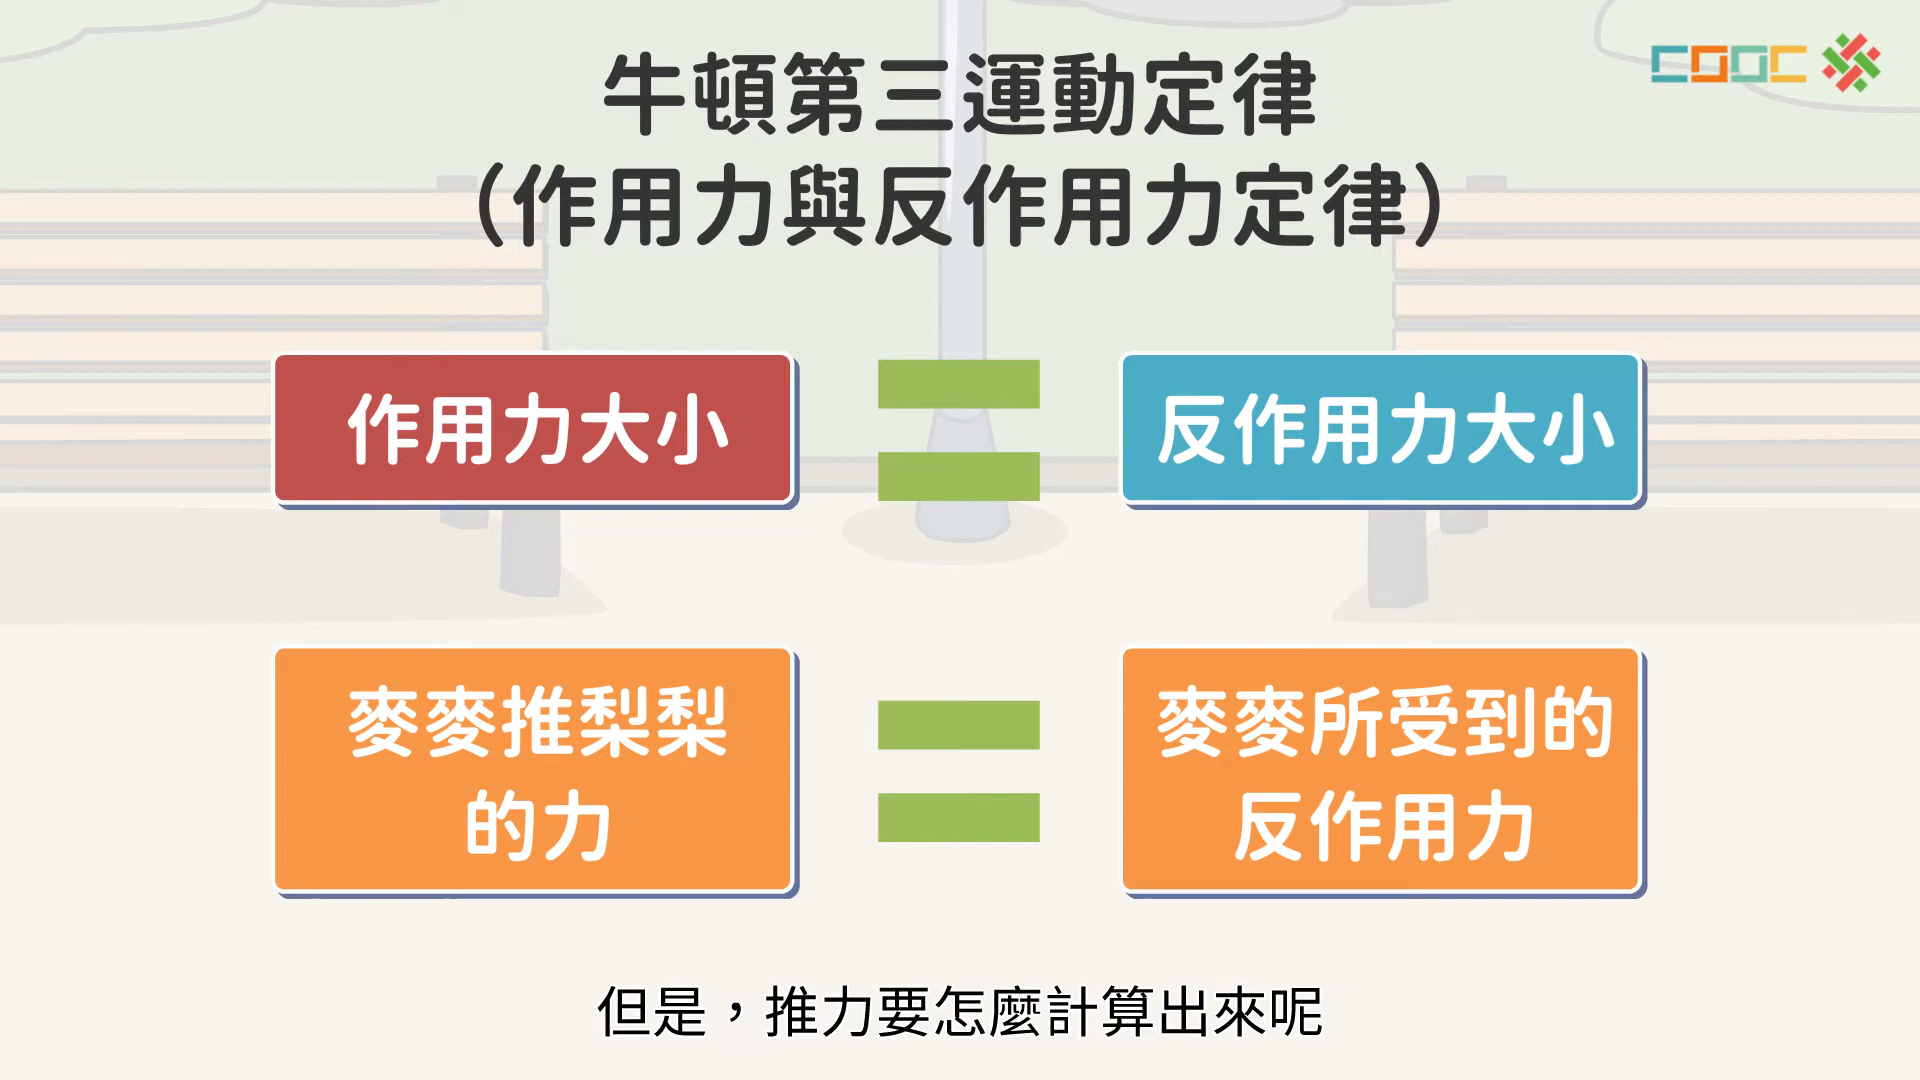 牛頓第三運動定律
（作用力與反作用力定律）
COOC
作用力大小
反作用力大小
麥麥推梨梨
的力
麥麥所受到的
反作用力
但是，推力要怎麼計算出來呢